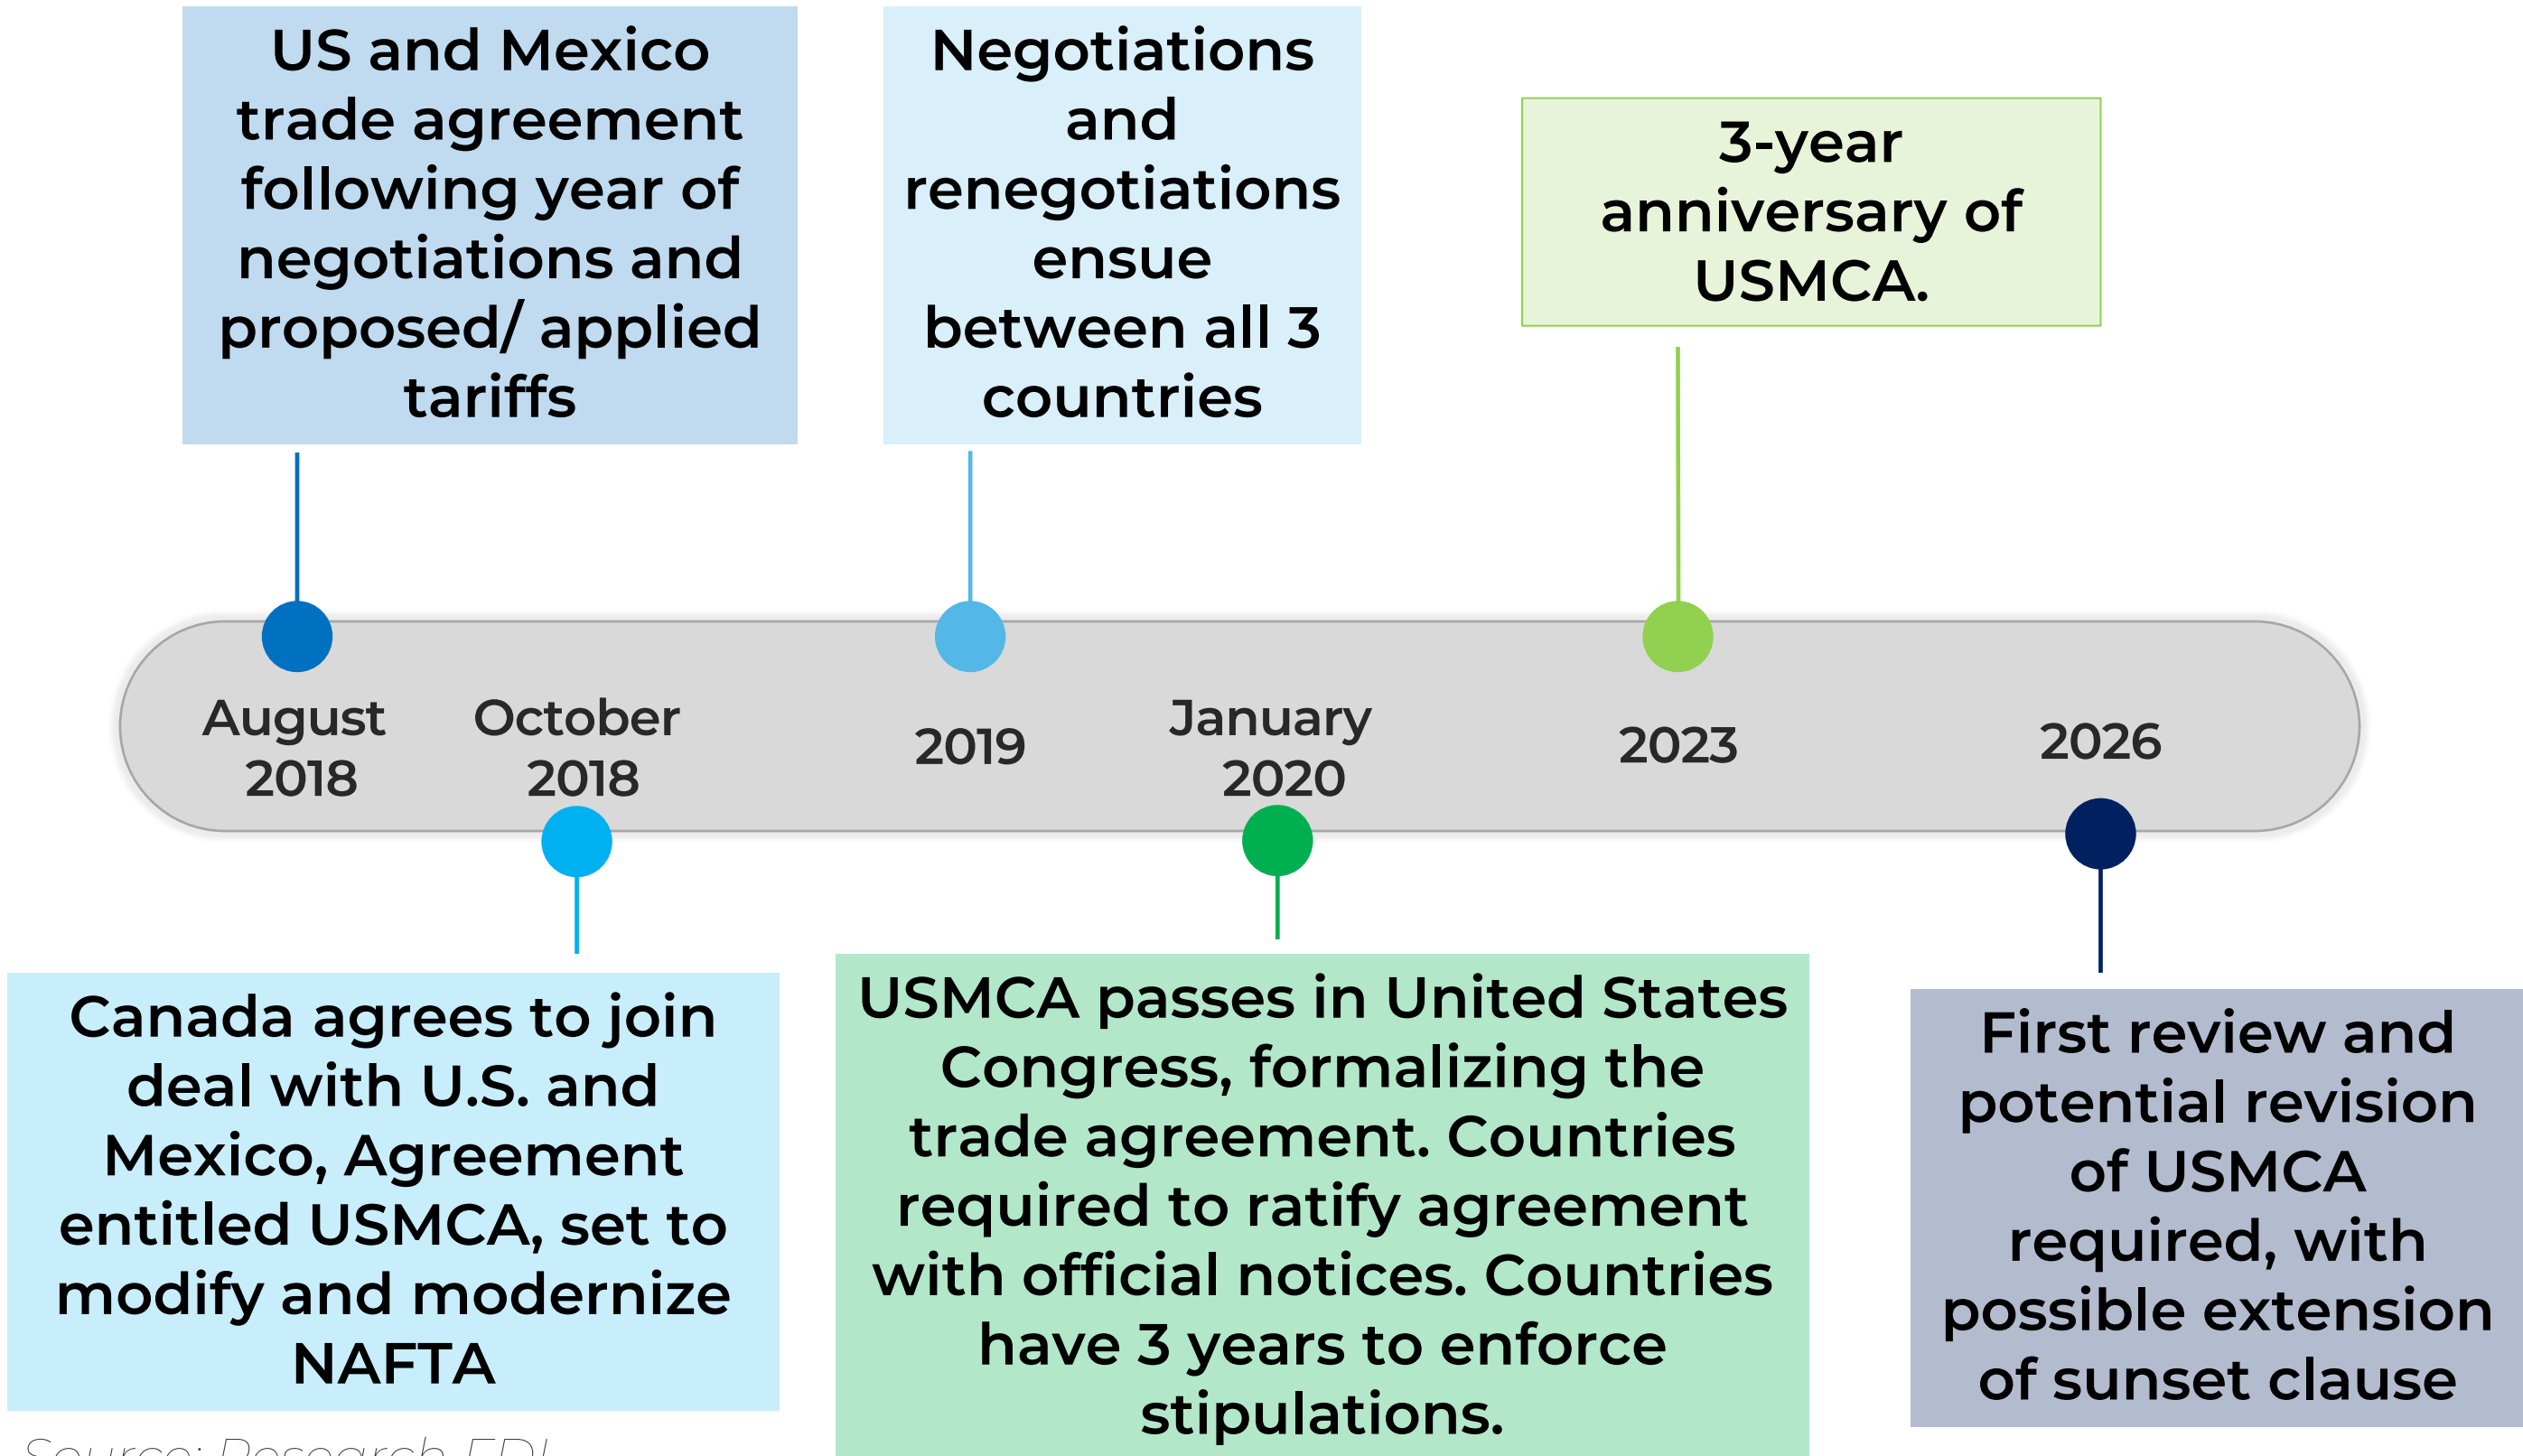 US and Mexico
trade agreement
following year of
negotiations and
proposed/ applied
tariffs
Negotiations
and
renegotiations
ensue
between all 3
countries
3-year
anniversary of
USMCA.
August
2018
October
2018
2019
January
2020
2023
2026
Canada agrees to join
deal with U.S. and
Mexico, Agreement
entitled USMCA, set to
modify and modernize
NAFTA
USMCA passes in United States
Congress, formalizing the
trade agreement. Countries
required to ratify agreement
with official notices. Countries
have 3 years to enforce
stipulations.
First review and
potential revision
of USMCA
required, with
possible extension
of sunset clause
Source: Research FDI